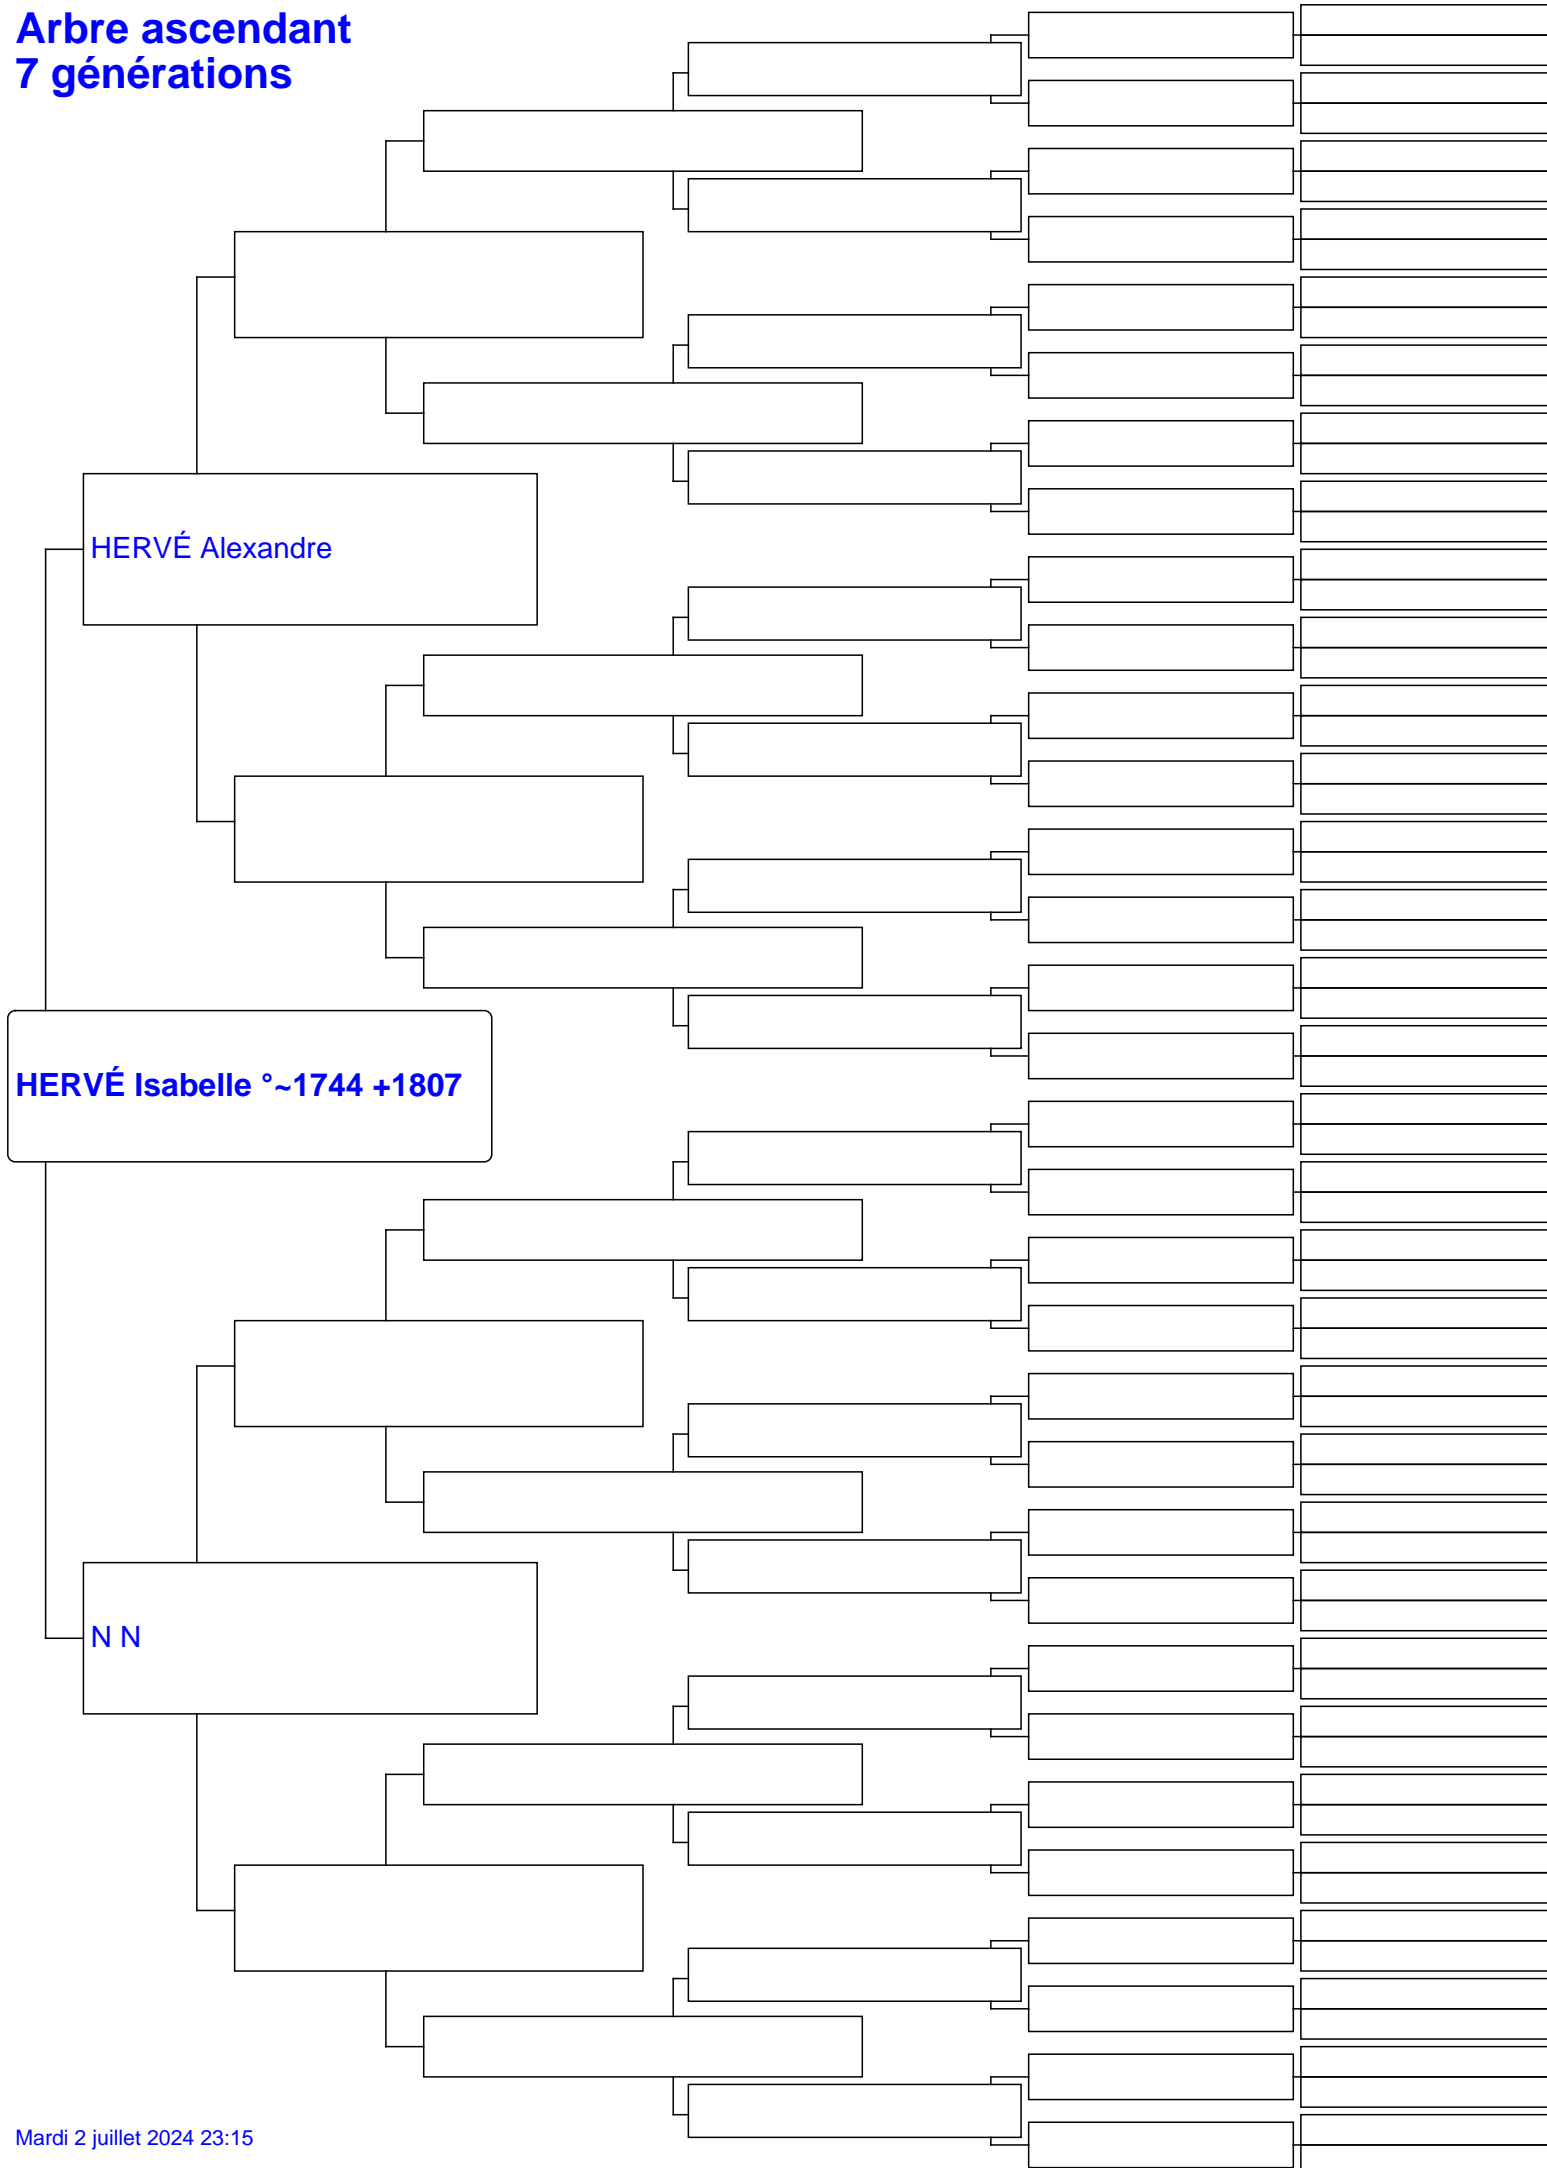 Arbre ascendant
7 générations
HERVÉ Alexandre
HERVÉ Isabelle °~1744 +1807
N N
Mardi 2 juillet 2024 23:15